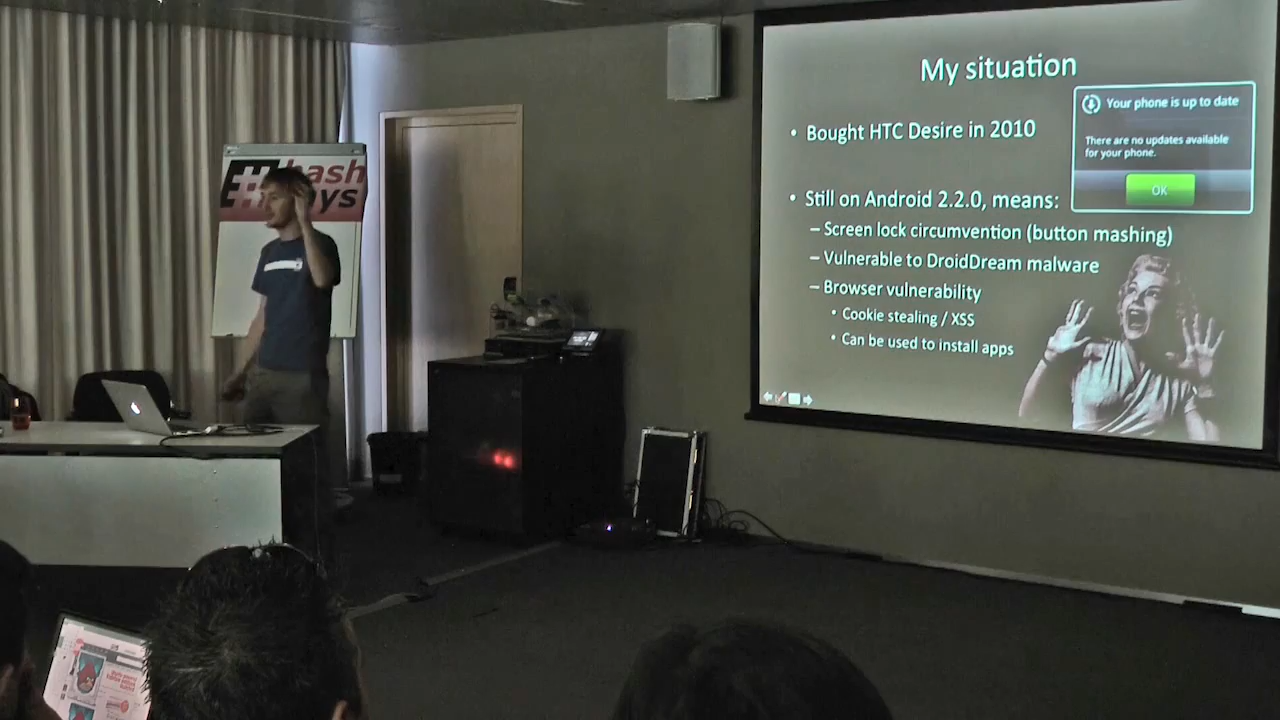 #hash
days
My situation
• Bought HTC Desire in 2010
Your phone is up to date
There are no updates available
for your phone.
OK
• Still on Android 2.2.0, means:
– Screen lock circumvention (button mashing)
– Vulnerable to DroidDream malware
– Browser vulnerability
• Cookie stealing / XSS
• Can be used to install apps